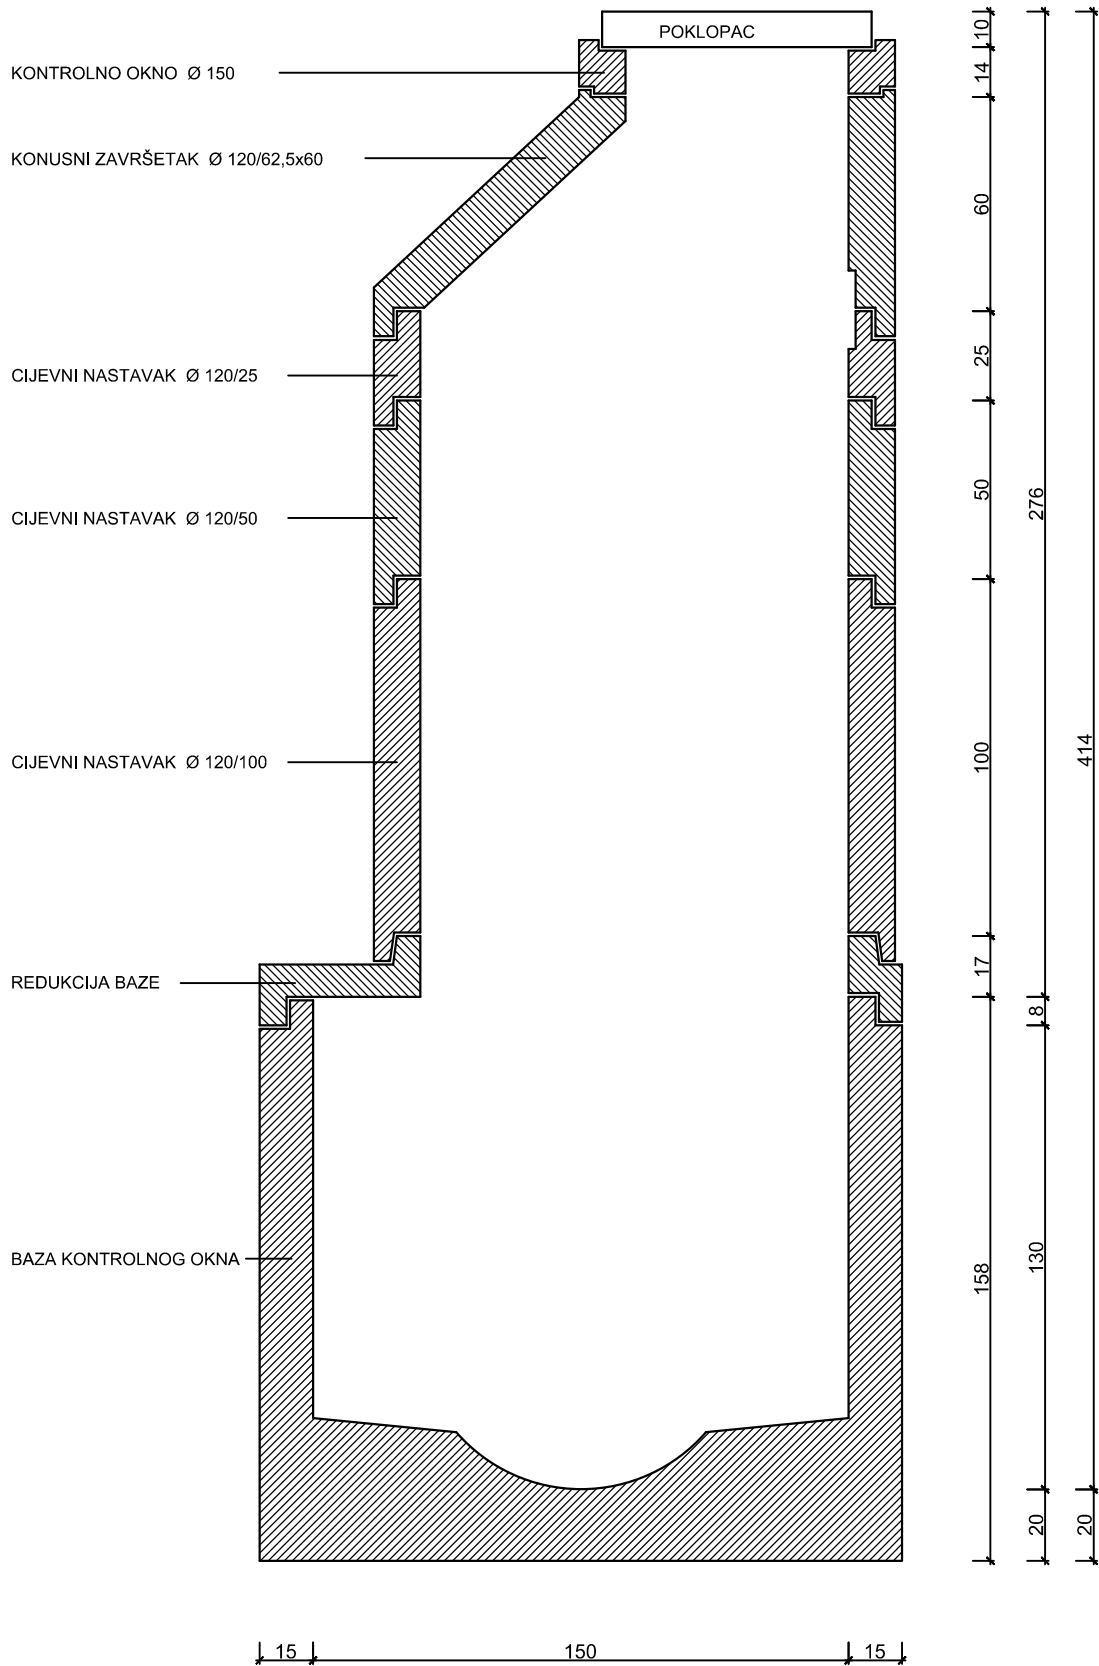 POKLOPAC
KONTROLNO OKNO Ø 150
KONUSNI ZAVRŠETAK Ø 120/62,5x60
CIJEVNI NASTAVAK Ø 120/25
CIJEVNI NASTAVAK Ø 120/50
CIJEVNI NASTAVAK Ø 120/100
REDUKCIJA BAZE
BAZA KONTROLNOG OKNA
10
14
60
25
50
100
17
158
276
8
130
20
414
20
15
150
15